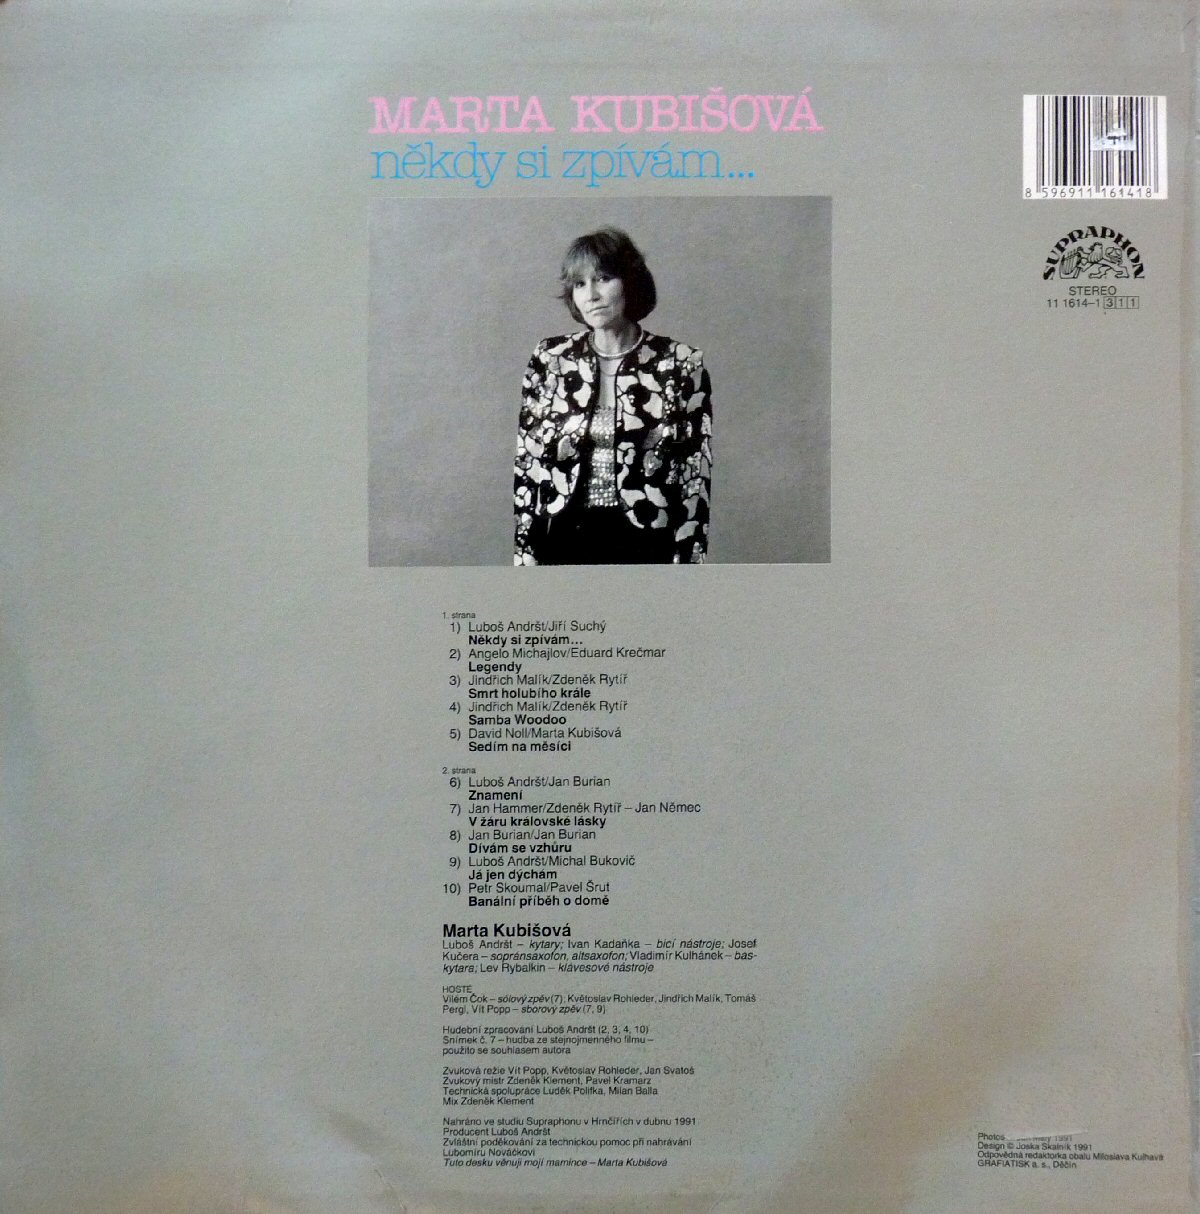 MARTA KUBIŠOVÁ
někdy si zpívám...
8 596911 161418
SUPRAPHON
STEREO
11 1614–1 311
1. strana
1) Luboš Andršt/Jiří Suchý
Někdy si zpívám...
2) Angelo Michajlov/Eduard Krečmar
Legendy
3) Jindřich Malík/Zdeněk Rytíř
Smrt holubího krále
4) Jindřich Malík/Zdeněk Rytíř
Samba Woodoo
5) David Noll/Marta Kubišová
Sedím na měsíci
2. strana
6) Luboš Andršt/Jan Burian
Znamení
7) Jan Hammer/Zdeněk Rytíř – Jan Němec
V žáru královské lásky
8) Jan Burian/Jan Burian
Dívám se vzhůru
9) Luboš Andršt/Michal Bukovič
Já jen dýchám
10) Petr Skoumal/Pavel Šrut
Banální příběh o domě
Marta Kubišová
Luboš Andršt – kytary; Ivan Kadaňka – bicí nástroje; Josef
Kučera – sopránsaxofon, altsaxofon; Vladimír Kulhánek – bas-
kytara; Lev Rybalkin – klávesové nástroje
HOSTÉ
Vilém Čok – sólový zpěv (7); Květoslav Rohleder, Jindřich Malík, Tomáš
Pergl, Vít Popp – sborový zpěv (7, 9)
Hudební zpracování Luboš Andršt (2, 3, 4, 10)
Snímek č. 7 – hudba ze stejnojmenného filmu –
použito se souhlasem autora
Zvuková režie Vít Popp, Květoslav Rohleder, Jan Svatoš
Zvukový mistr Zdeněk Klement, Pavel Kramarz
Technická spolupráce Luděk Polifka, Milan Balla
Mix Zdeněk Klement
Nahráno ve studiu Supraphonu v Hrnčířích v dubnu 1991
Producent Luboš Andršt
Zvláštní poděkování za technickou pomoc při nahrávání
Lubomíru Nováčkovi
Tuto desku věnuji mojí mamince – Marta Kubišová
Photos Malý 1991
Design © Joska Skalník 1991
Odpovědná redaktorka obalu Miloslava Kulhavá
GRAFIATISK a. s., Děčín